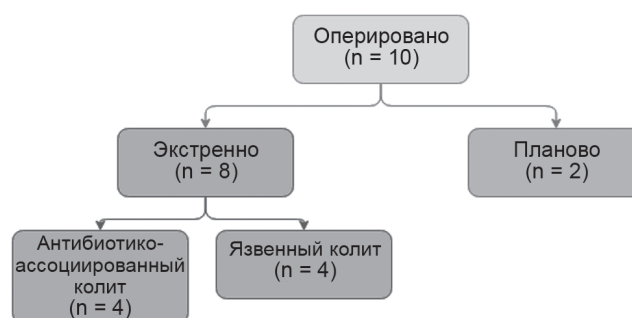 Оперировано
(n = 10)
Экстренно
(n = 8)
Планово
(n = 2)
Антибиотико-
ассоциированный
колит
(n = 4)
Язвенный колит
(n = 4)